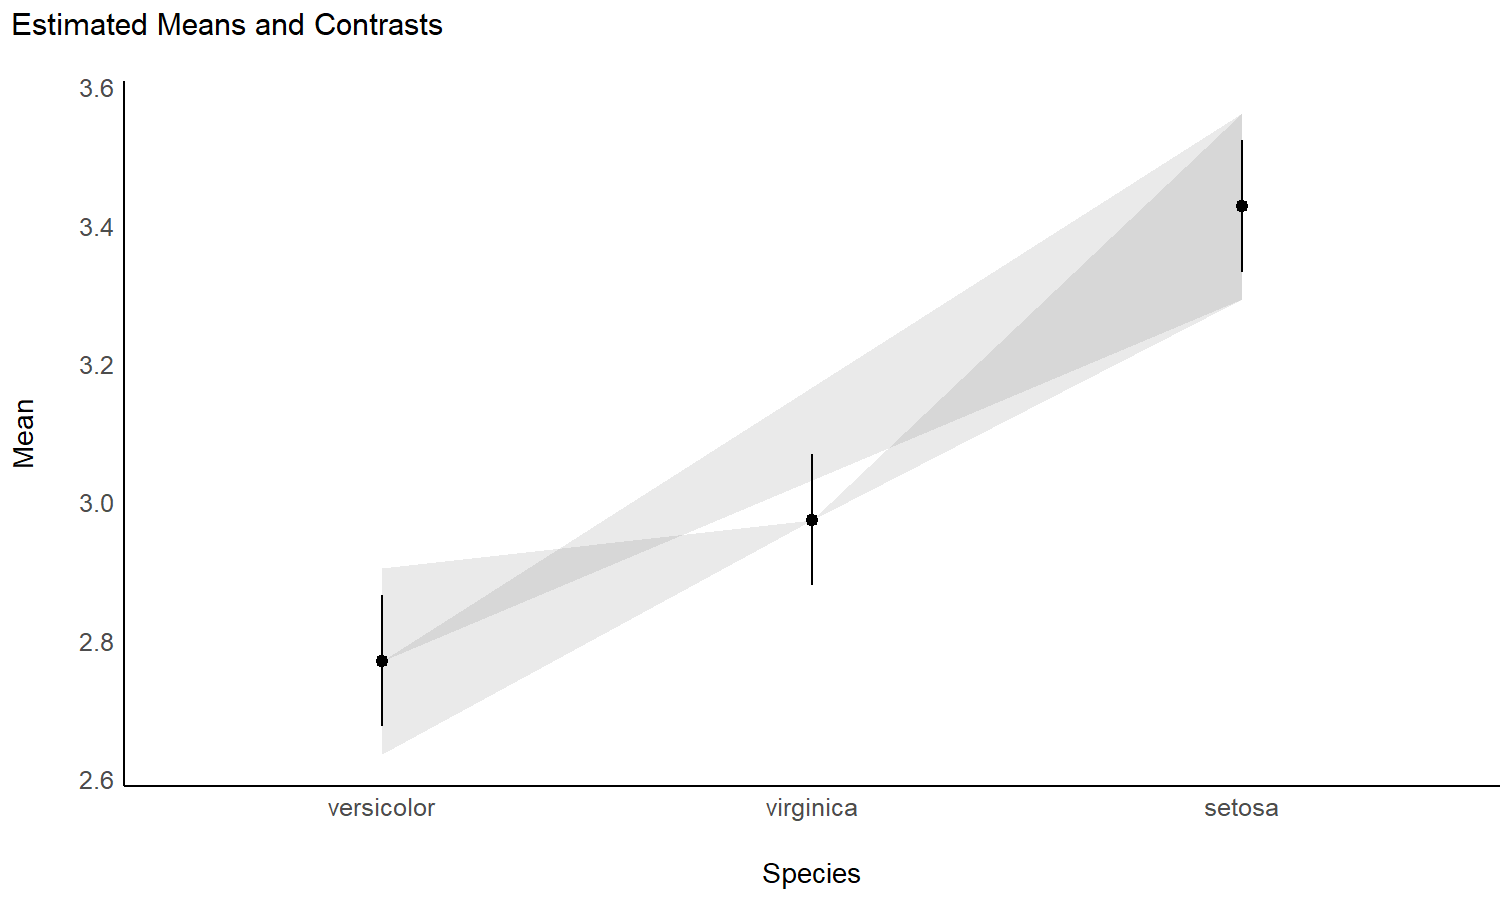 Estimated Means and Contrasts
3.6
3.4
3.2
3.0
2.8
2.6
Mean
versicolor virginica setosa
Species